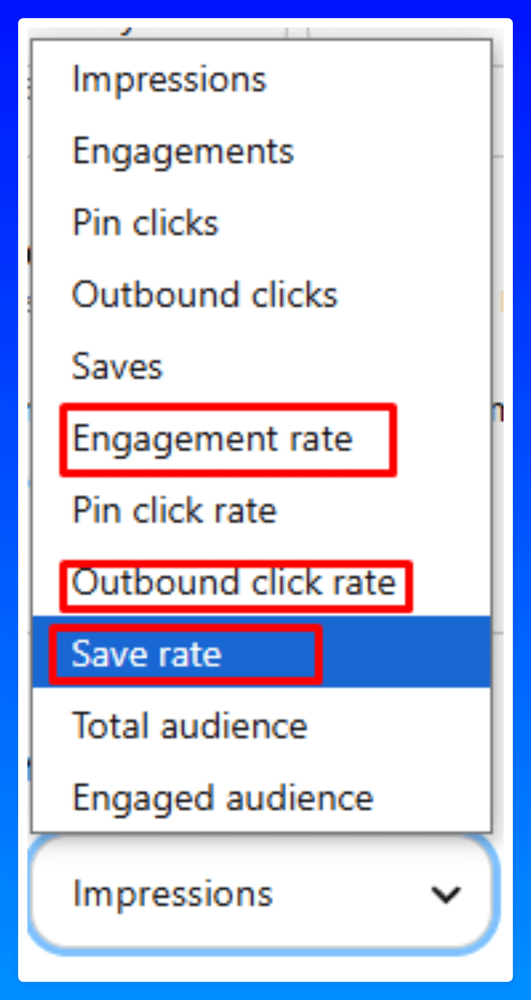 Impressions
Engagements
Pin clicks
Outbound clicks
Saves
Engagement rate
Pin click rate
Outbound click rate
Save rate
Total audience
Engaged audience
Impressions